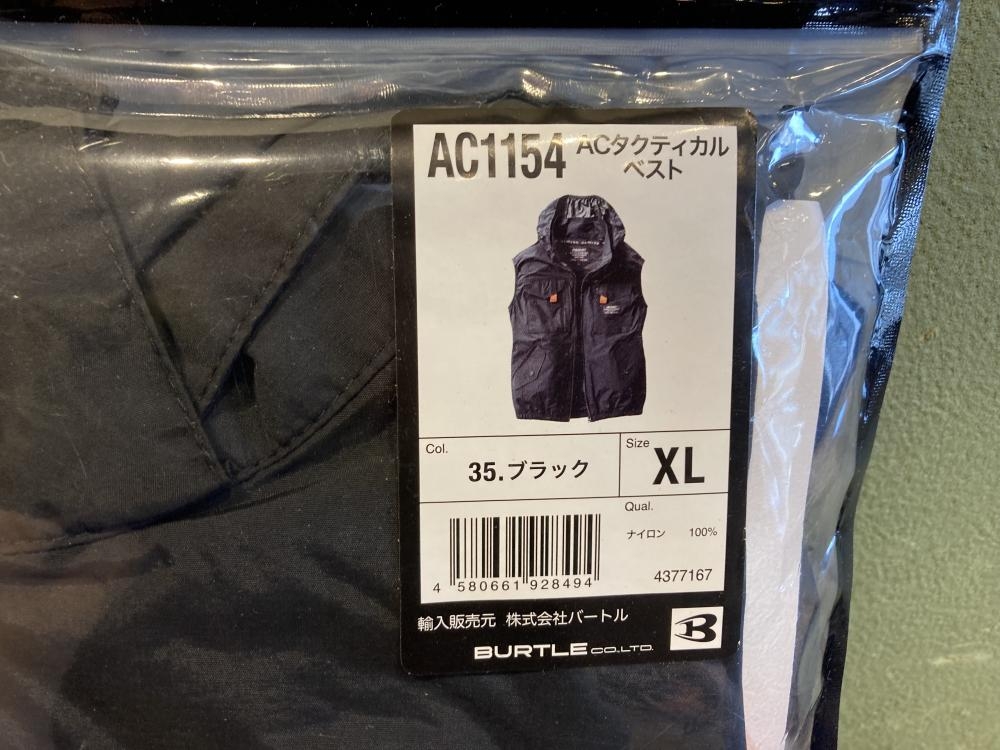 AC1154 ACタクティカル
ベスト
Col.
35.ブラック
Size
XL
Qual.
ナイロン 100%
4 580661 928494
4377167
輸入販売元 株式会社バートル
BURTLE CO.,LTD.
B